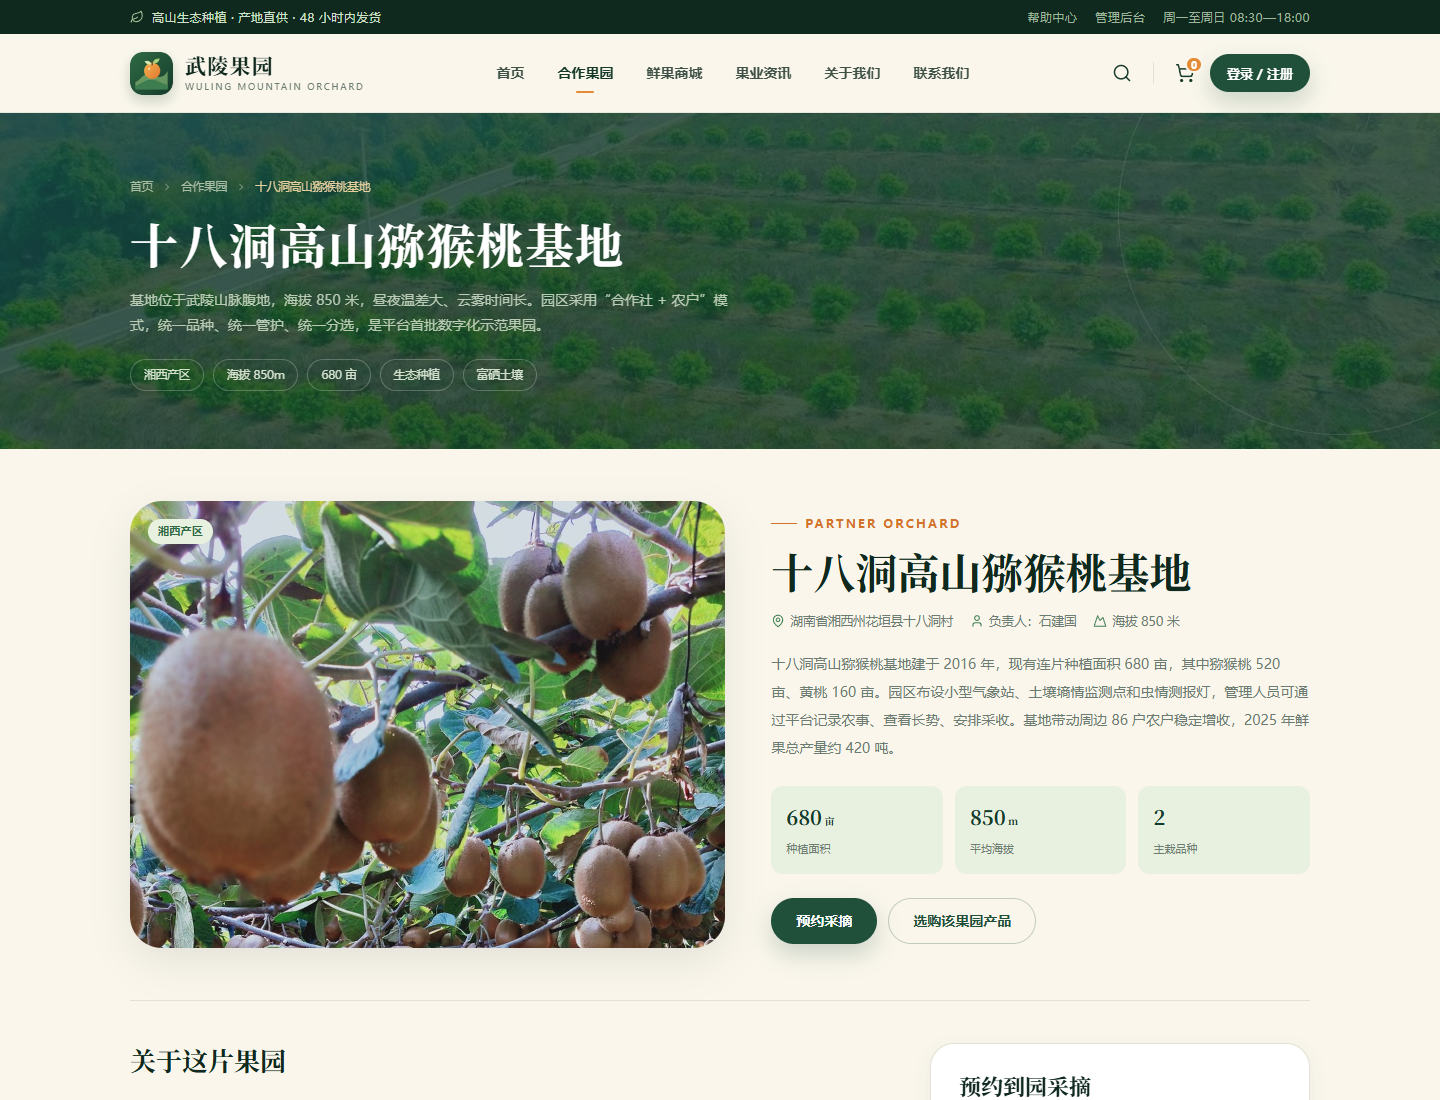 高山生态种植 · 产地直供 · 48 小时内发货
帮助中心 管理后台 周一至周日 08:30—18:00
武陵果园
WULING MOUNTAIN ORCHARD
首页 合作果园 鲜果商城 果业资讯 关于我们 联系我们
0
登录 / 注册
首页 › 合作果园 › 十八洞高山猕猴桃基地
十八洞高山猕猴桃基地
基地位于武陵山脉腹地，海拔 850 米，昼夜温差大、云雾时间长。园区采用“合作社 + 农户”模
式，统一品种、统一管护、统一分选，是平台首批数字化示范果园。
湘西产区 海拔 850m 680 亩 生态种植 富硒土壤
湘西产区
PARTNER ORCHARD
十八洞高山猕猴桃基地
湖南省湘西州花垣县十八洞村 负责人：石建国 海拔 850 米
十八洞高山猕猴桃基地建于 2016 年，现有连片种植面积 680 亩，其中猕猴桃 520
亩、黄桃 160 亩。园区布设小型气象站、土壤墒情监测点和虫情测报灯，管理人员可通
过平台记录农事、查看长势、安排采收。基地带动周边 86 户农户稳定增收，2025 年鲜
果总产量约 420 吨。
680 亩
种植面积
850 m
平均海拔
2
主栽品种
预约采摘 选购该果园产品
关于这片果园
预约到园采摘